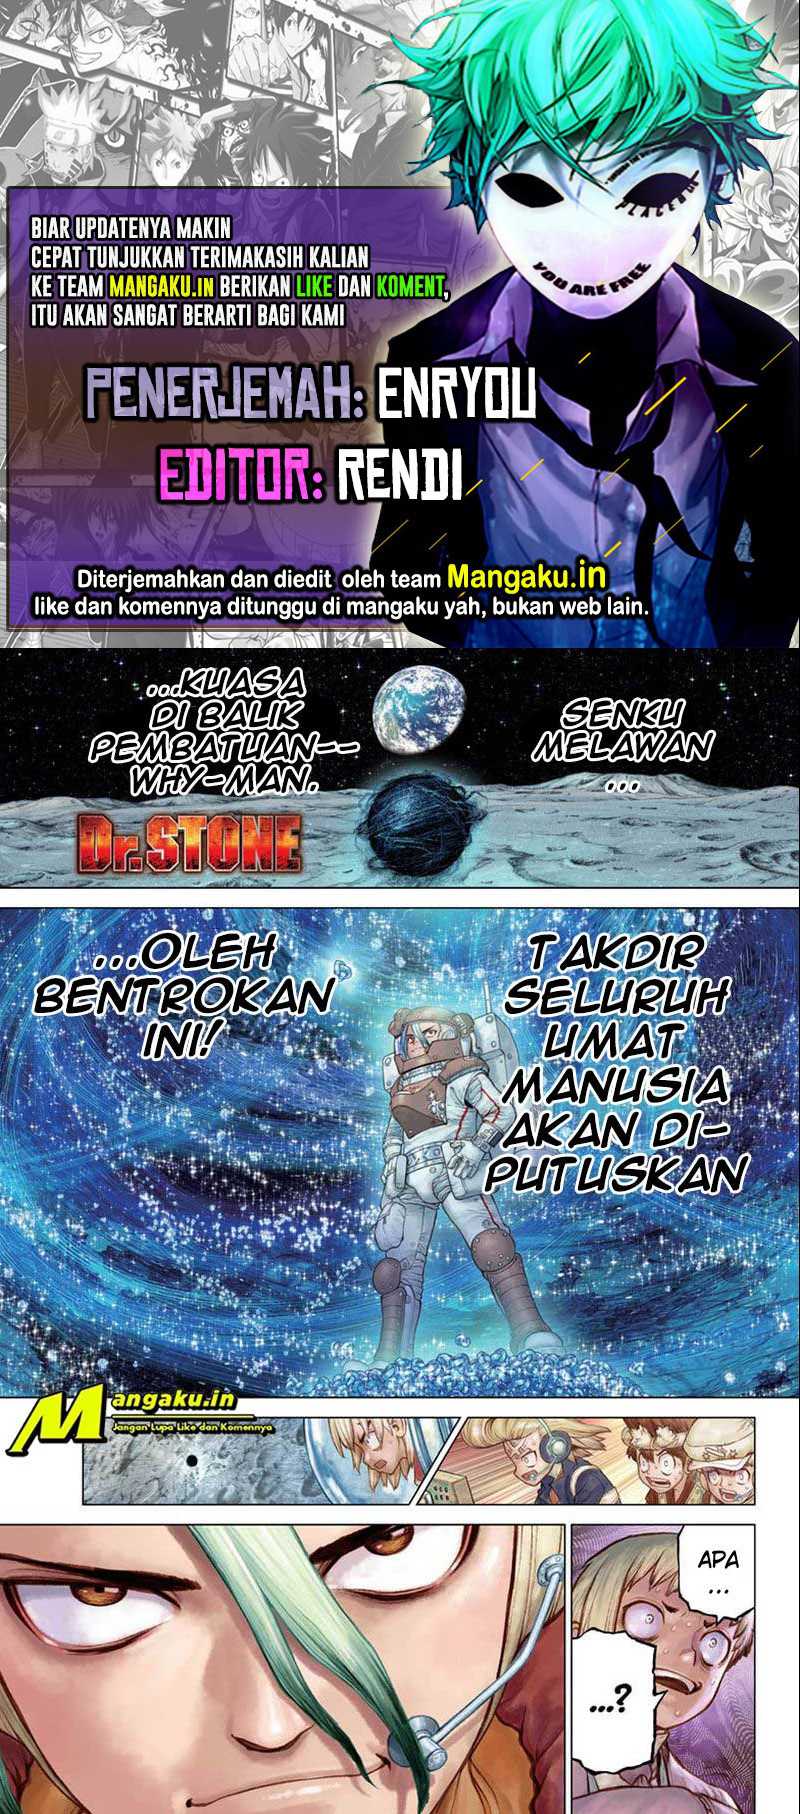 BIAR UPDATENYA MAKIN
CEPAT TUNJUKKAN TERIMAKASIH KALIAN
KE TEAM MANGAKU.in BERIKAN LIKE DAN KOMENT,
ITU AKAN SANGAT BERARTI BAGI KAMI
PENERJEMAH: ENRYOU
EDITOR: RENDI
Diterjemahkan dan diedit oleh team Mangaku.in
like dan komennya ditunggu di mangaku yah, bukan web lain.
PLACEBO
YOU ARE FREE
SENKU
MELAWAN
...
...KUASA
DI BALIK
PEMBATUAN--
WHY-MAN.
Dr.STONE
TAKDIR
SELURUH
UMAT
MANUSIA
AKAN DI-
PUTUSKAN
...OLEH
BENTROKAN
INI!
Mangaku.in
Jangan Lupa Like dan Komennya
APA
...
...?